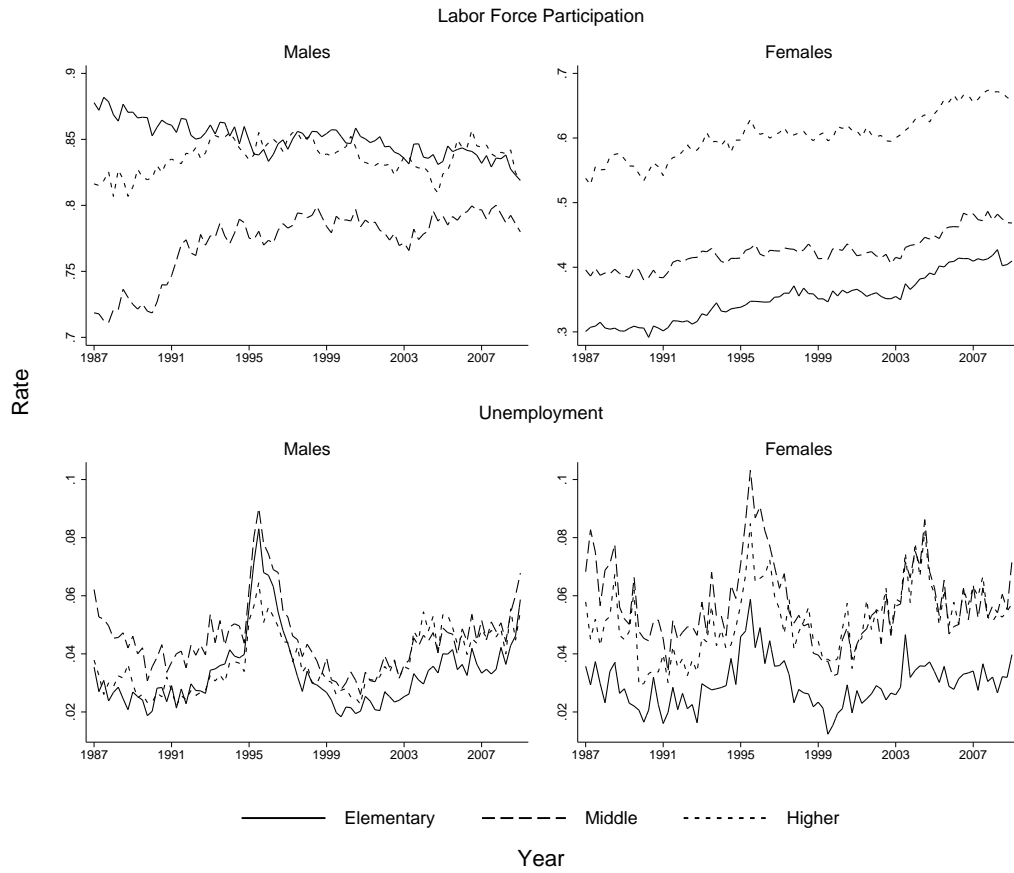 Labor Force Participation
Males
Females
.9
.85
.8
.75
.7
1987 1991 1995 1999 2003 2007
.7
.6
.5
.4
.3
1987 1991 1995 1999 2003 2007
Rate
Unemployment
Males
Females
.1
.08
.06
.04
.02
1987 1991 1995 1999 2003 2007
.1
.08
.06
.04
.02
1987 1991 1995 1999 2003 2007
Elementary Middle Higher
Year